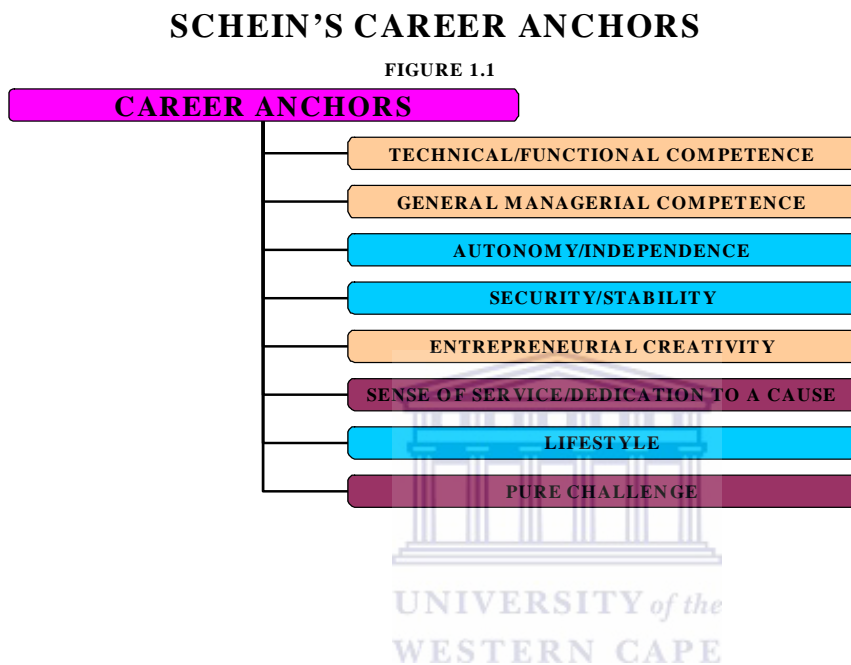 SCHEIN'S CAREER ANCHORS
FIGURE 1.1
CAREER ANCHORS
TECHNICAL/FUNCTIONAL COMPETENCE
GENERAL MANAGERIAL COMPETENCE
AUTONOMY/INDEPENDENCE
SECURITY/STABILITY
ENTREPRENEURIAL CREATIVITY
SENSE OF SERVICE/DEDICATION TO A CAUSE
LIFESTYLE
PURE CHALLENGE
UNIVERSITY of the
WESTERN CAPE